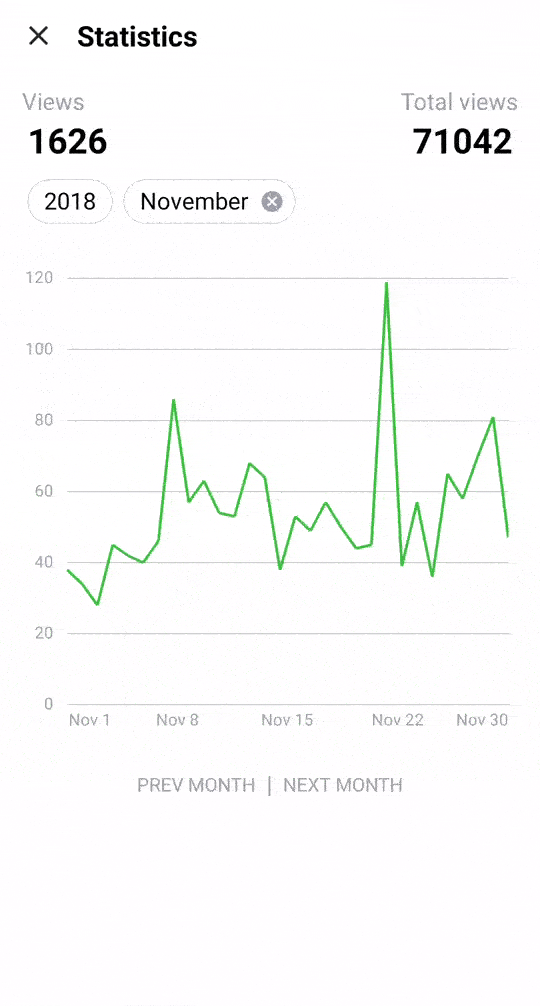 Statistics
Views
Total views
1626
71042
2018
November
120
100
80
60
40
20
0
Nov 1 Nov 8 Nov 15 Nov 22 Nov 30
PREV MONTH | NEXT MONTH